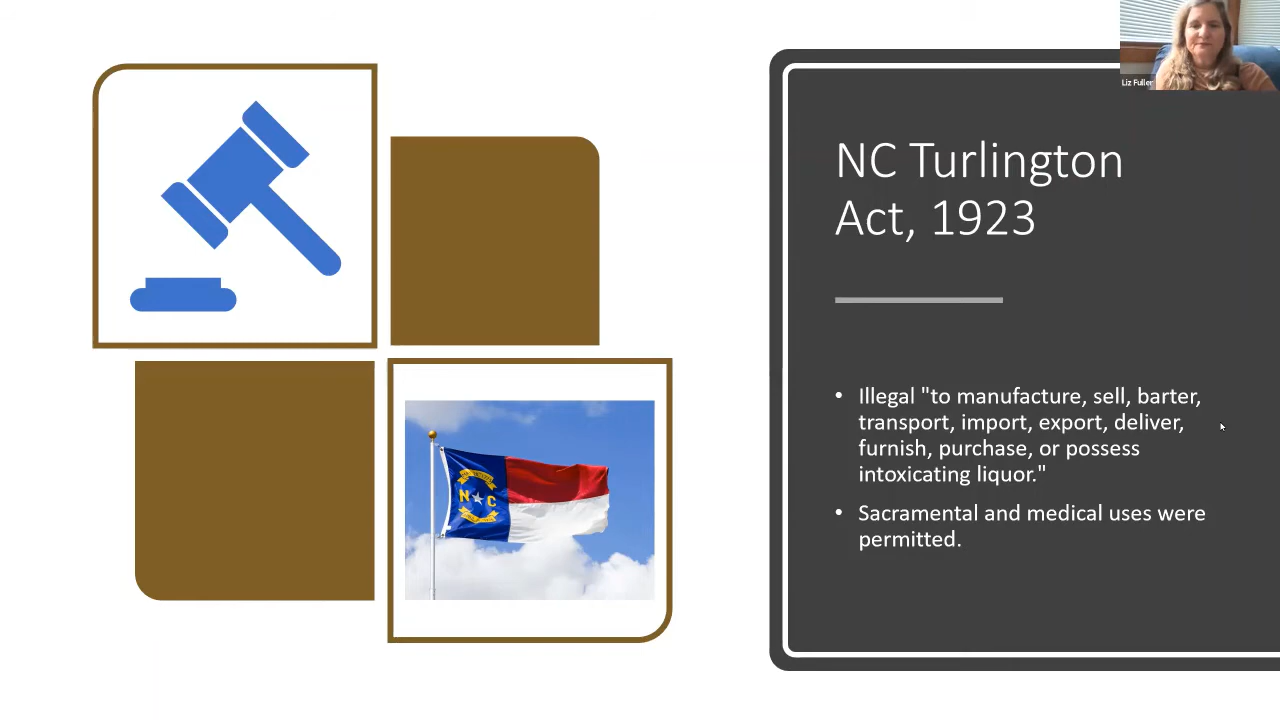 Liz Fuller
NC Turlington
Act, 1923
• Illegal "to manufacture, sell, barter,
transport, import, export, deliver,
furnish, purchase, or possess
intoxicating liquor."
• Sacramental and medical uses were
permitted.
N C